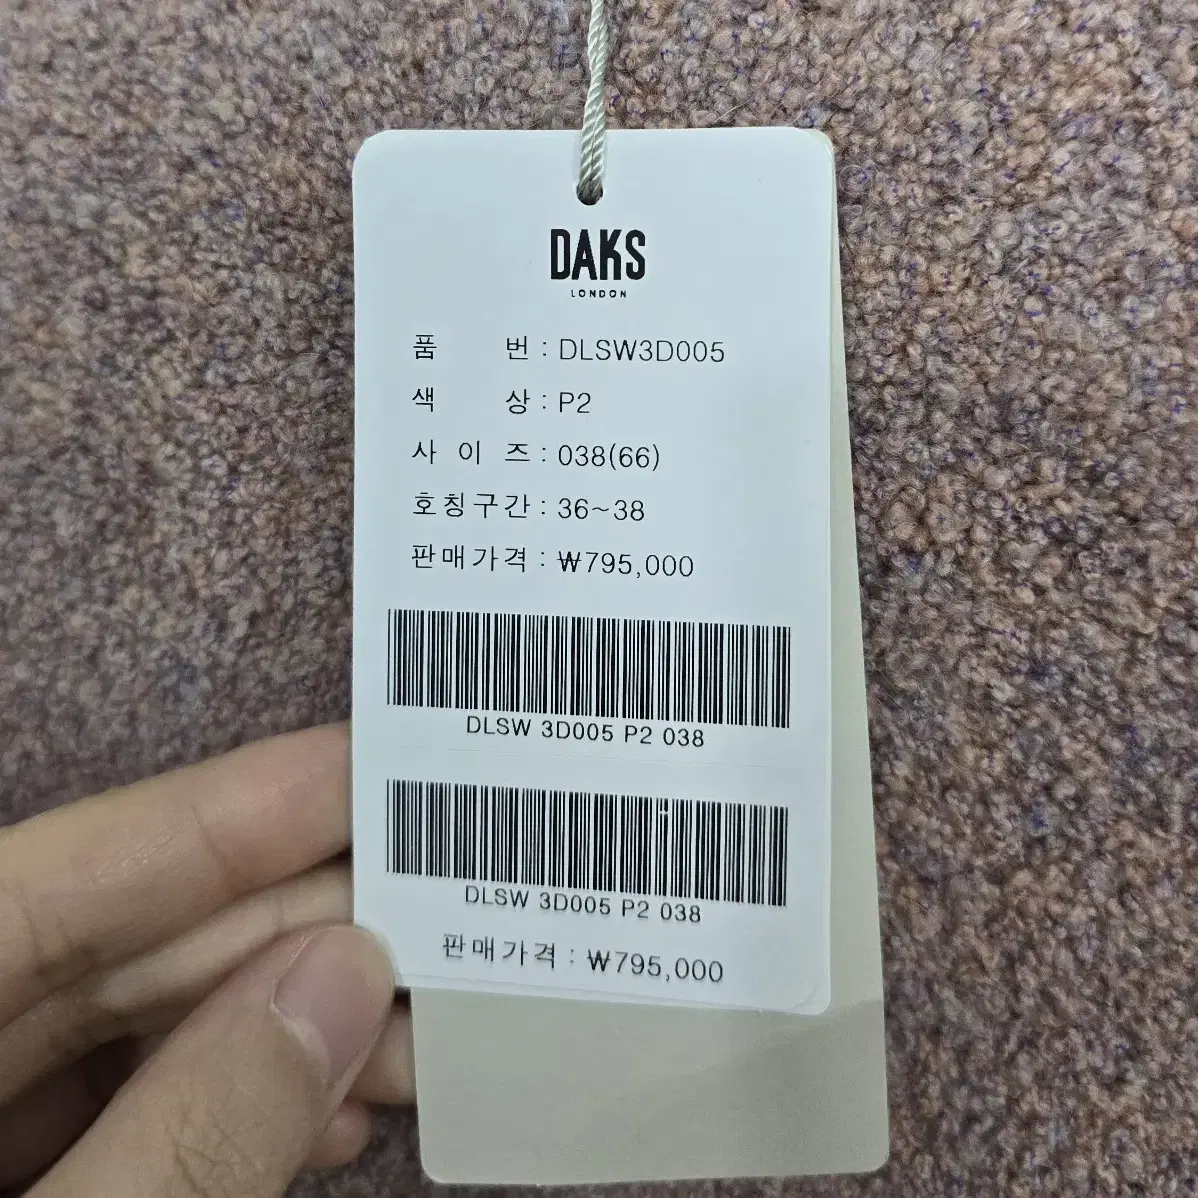 DAKS
LONDON
품 번 : DLSW3D005
색 상 : P2
사 이 즈 : 038(66)
호칭구간 : 36~38
판매가격 : ₩795,000
DLSW 3D005 P2 038
DLSW 3D005 P2 038
판매가격 : ₩795,000